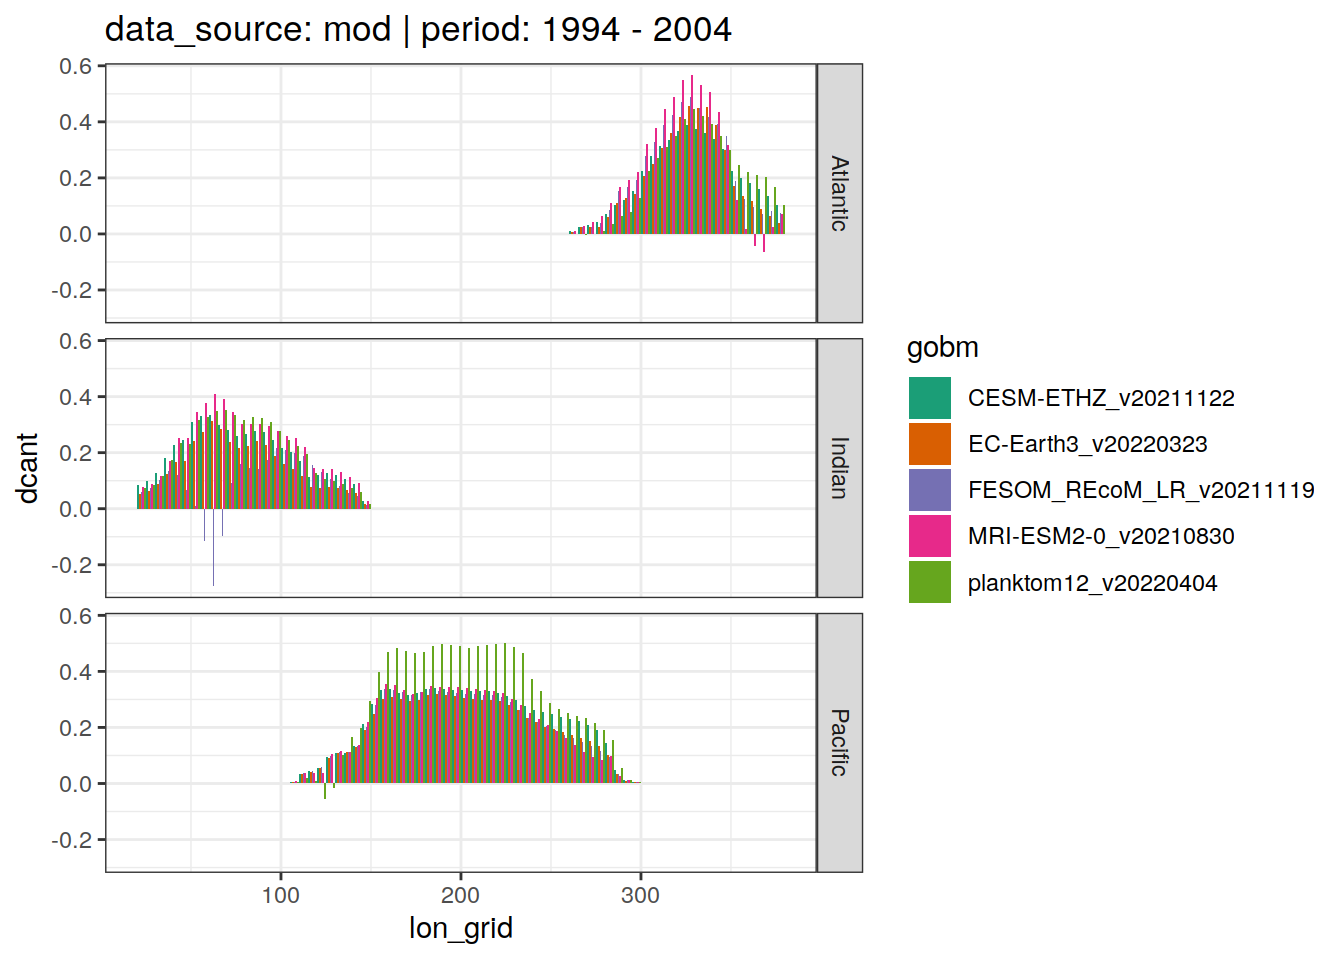 data_source: mod | period: 1994 - 2004
0.6
0.4
0.2
0.0
-0.2
Atlantic
0.6
0.4
0.2
0.0
-0.2
Indian
0.6
0.4
0.2
0.0
-0.2
Pacific
dcant
100 200 300
lon_grid
gobm
CESM-ETHZ_v20211122
EC-Earth3_v20220323
FESOM_REcoM_LR_v20211119
MRI-ESM2-0_v20210830
planktom12_v20220404